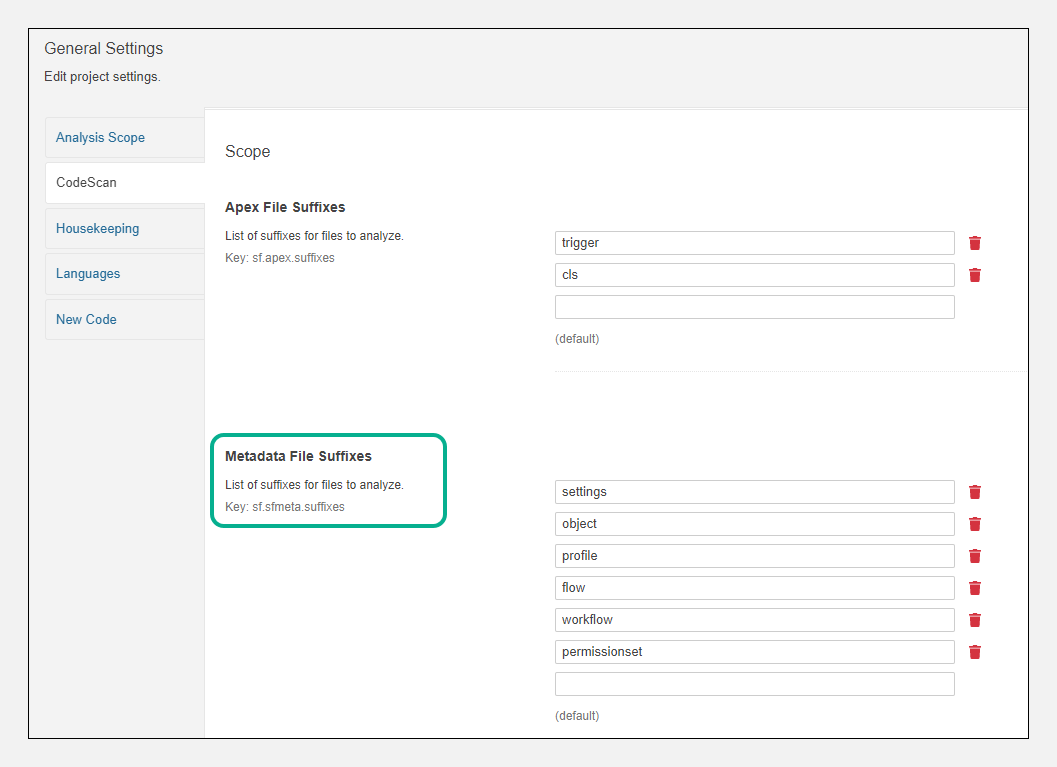 General Settings
Edit project settings.
Analysis Scope
CodeScan
Housekeeping
Languages
New Code
Scope
Apex File Suffixes
List of suffixes for files to analyze.
Key: sf.apex.suffixes
trigger
cls
(default)
Metadata File Suffixes
List of suffixes for files to analyze.
Key: sf.sfmeta.suffixes
settings
object
profile
flow
workflow
permissionset
(default)